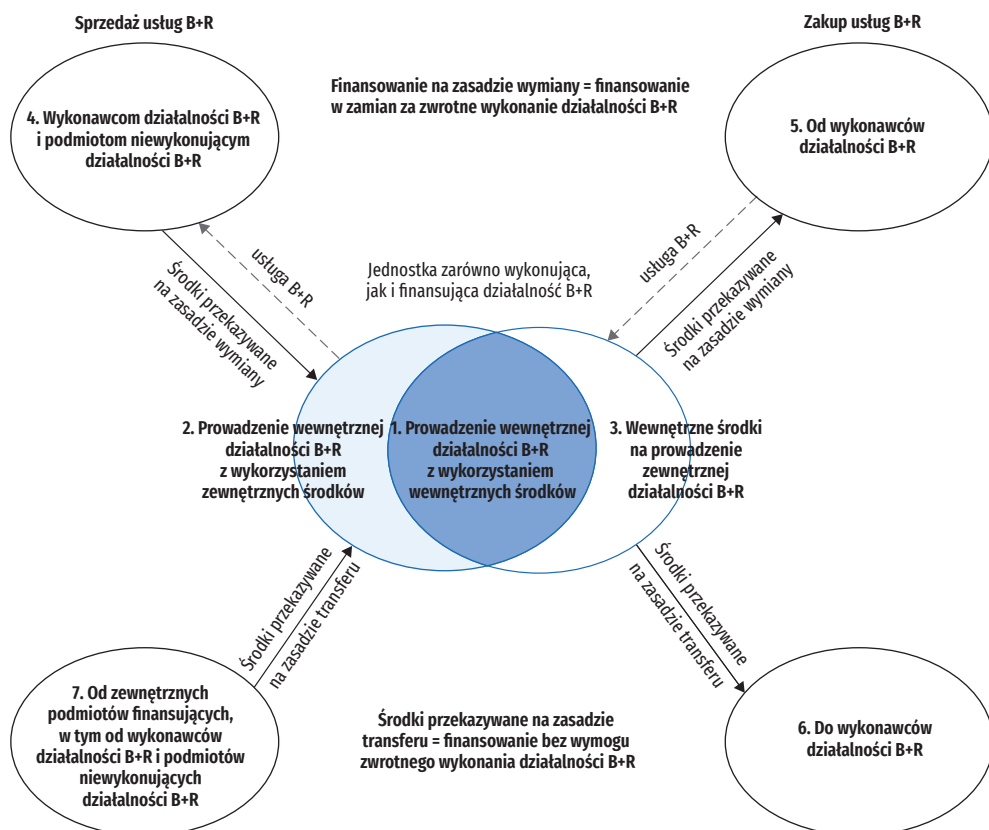 Sprzedaż usług B+R
Zakup usług B+R
4. Wykonawcom działalności B+R
i podmiotom niewykonującym
działalności B+R
Finansowanie na zasadzie wymiany = finansowanie
w zamian za zwrotne wykonanie działalności B+R
5. Od wykonawców
działalności B+R
usługa B+R
Środki przekazywane
na zasadzie wymiany
Jednostka zarówno wykonująca,
jak i finansująca działalność B+R
usługa B+R
Środki przekazywane
na zasadzie wymiany
2. Prowadzenie wewnętrznej
działalności B+R
z wykorzystaniem
zewnętrznych środków
1. Prowadzenie wewnętrznej
działalności B+R
z wykorzystaniem
wewnętrznych środków
3. Wewnętrzne środki
na prowadzenie
zewnętrznej
działalności B+R
Środki przekazywane
na zasadzie transferu
Środki przekazywane
na zasadzie transferu
7. Od zewnętrznych
podmiotów finansujących,
w tym od wykonawców
działalności B+R i podmiotów
niewykonujących
działalności B+R
Środki przekazywane na zasadzie
transferu = finansowanie bez wymogu
zwrotnego wykonania działalności B+R
6. Do wykonawców
działalności B+R